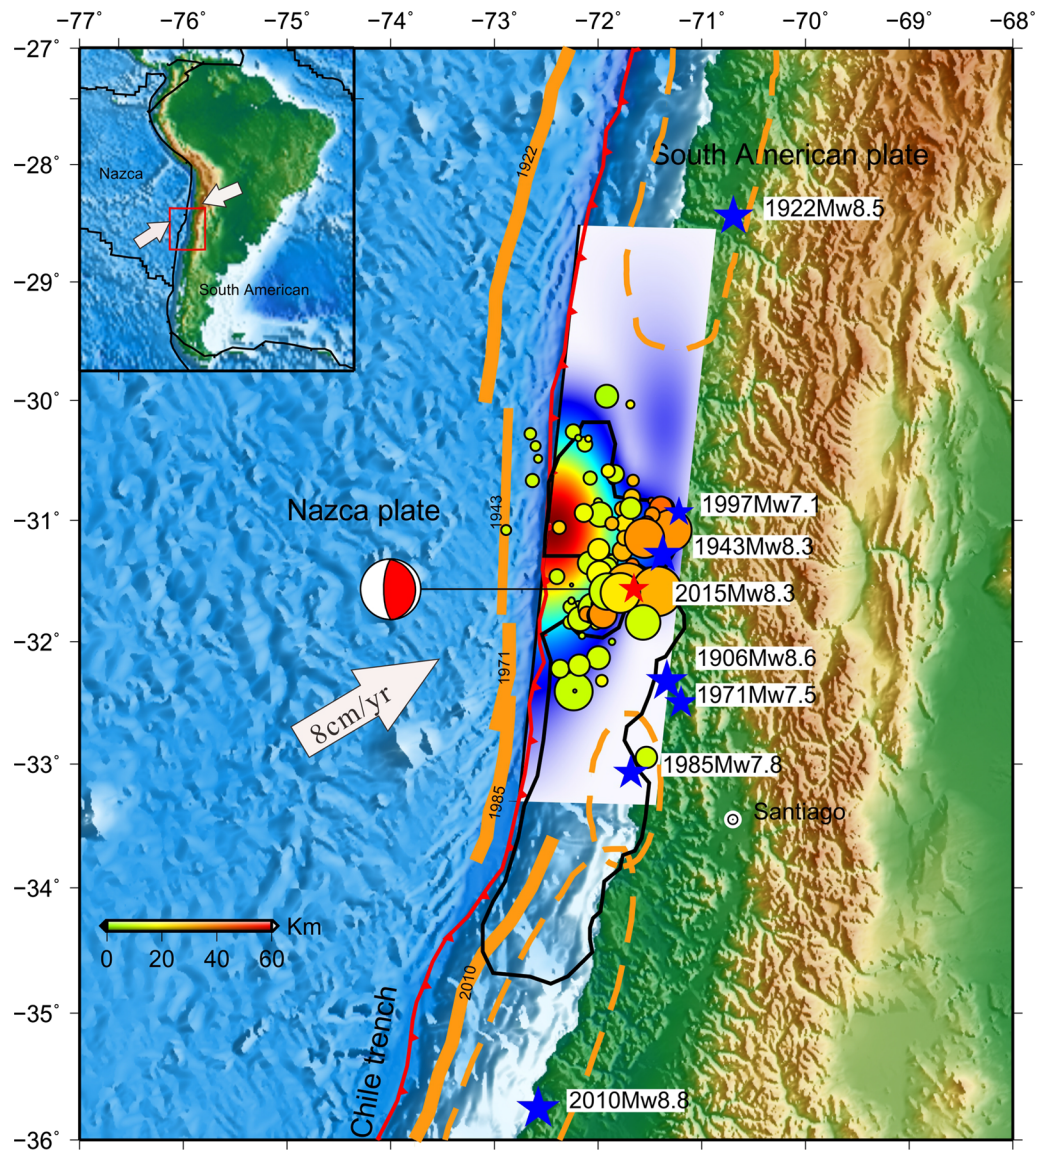 −77° −76° −75° −74° −73° −72° −71° −70° −69° −68°
−27°
−28°
−29°
−30°
−31°
−32°
−33°
−34°
−35°
−36°
Nazca
South American
1922
South American plate
1922Mw8.5
1943
Nazca plate
1997Mw7.1
1943Mw8.3
2015Mw8.3
1971
1906Mw8.6
1971Mw7.5
8cm/yr
1985Mw7.8
1985
Santiago
Km
0 20 40 60
2010
Chile trench
2010Mw8.8